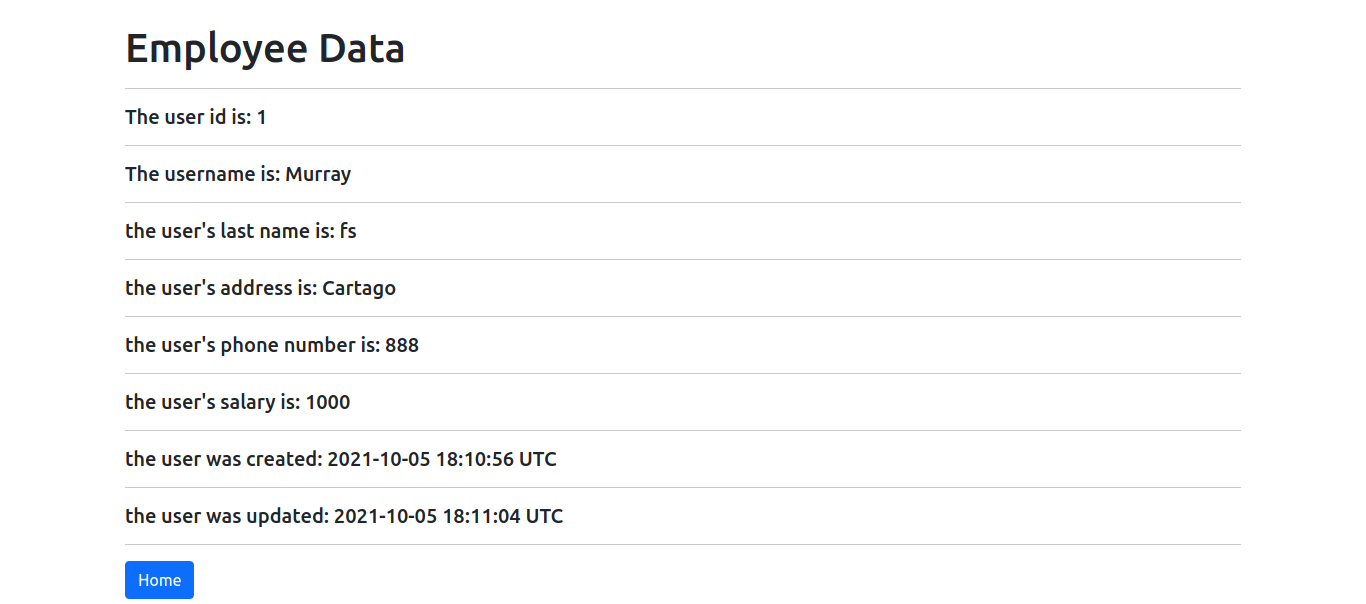 Employee Data
The user id is: 1
The username is: Murray
the user's last name is: fs
the user's address is: Cartago
the user's phone number is: 888
the user's salary is: 1000
the user was created: 2021-10-05 18:10:56 UTC
the user was updated: 2021-10-05 18:11:04 UTC
Home